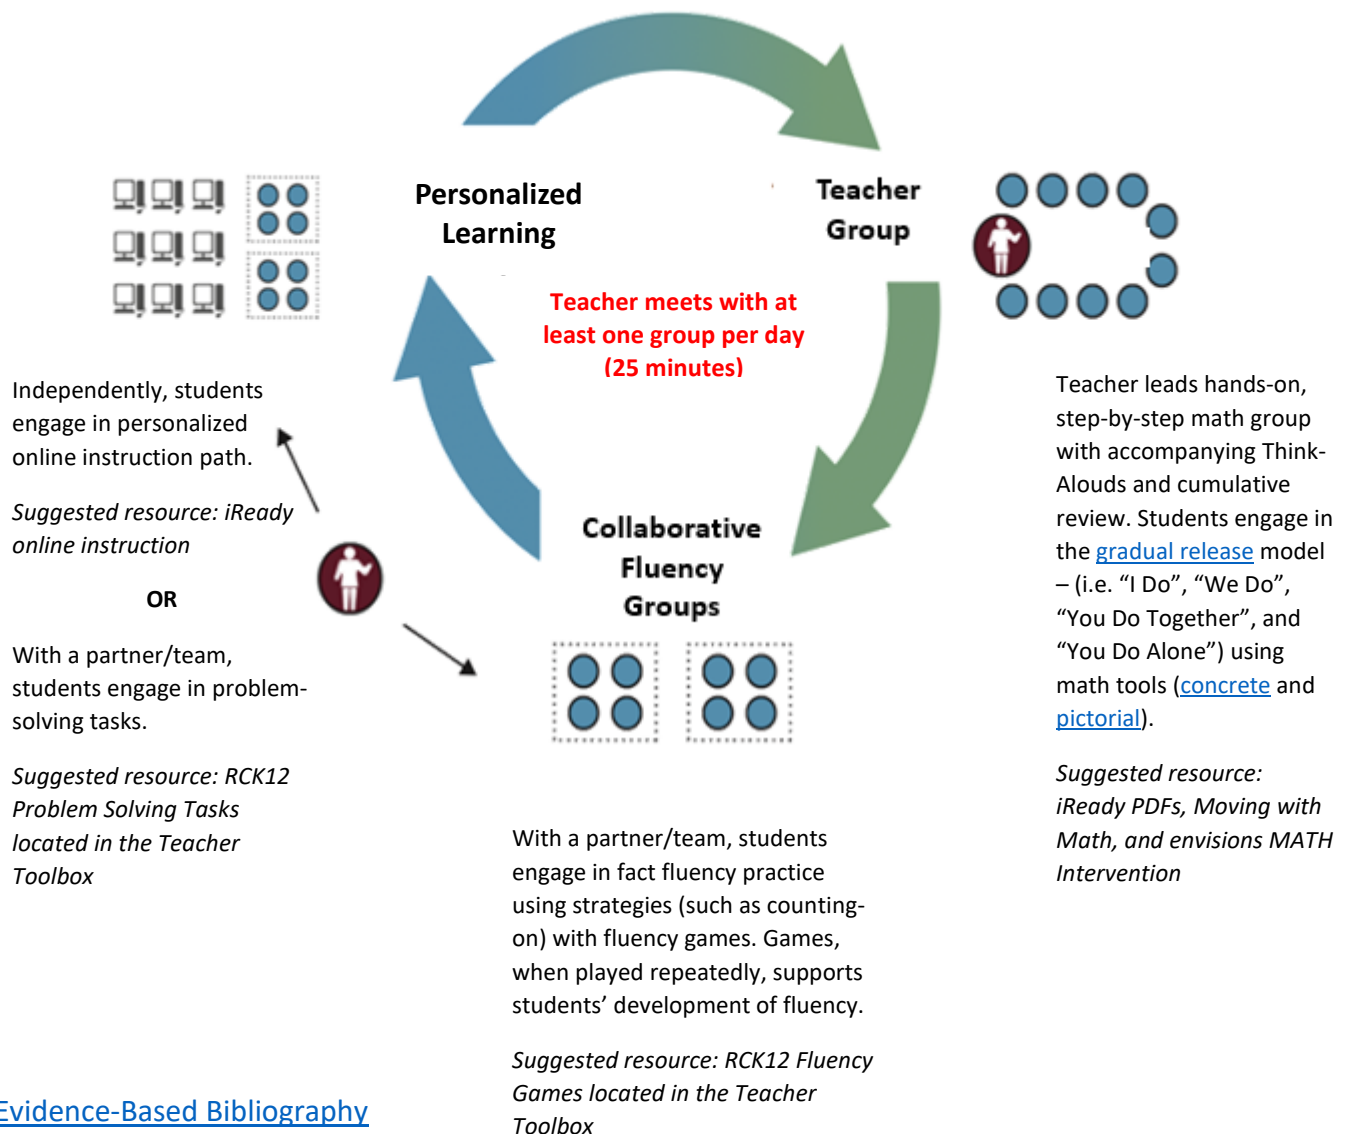 Personalized
Learning
Teacher
Group
Teacher meets with at
least one group per day
(25 minutes)
Independently, students
engage in personalized
online instruction path.
Suggested resource: iReady
online instruction
OR
With a partner/team,
students engage in problem-
solving tasks.
Suggested resource: RCK12
Problem Solving Tasks
located in the Teacher
Toolbox
Collaborative
Fluency
Groups
With a partner/team, students
engage in fact fluency practice
using strategies (such as counting-
on) with fluency games. Games,
when played repeatedly, supports
students’ development of fluency.
Suggested resource: RCK12 Fluency
Games located in the Teacher
Toolbox
Teacher leads hands-on,
step-by-step math group
with accompanying Think-
Alouds and cumulative
review. Students engage in
the gradual release model
– (i.e. “I Do”, “We Do”,
“You Do Together”, and
“You Do Alone”) using
math tools (concrete and
pictorial).
Suggested resource:
iReady PDFs, Moving with
Math, and envisions MATH
Intervention
Evidence-Based Bibliography